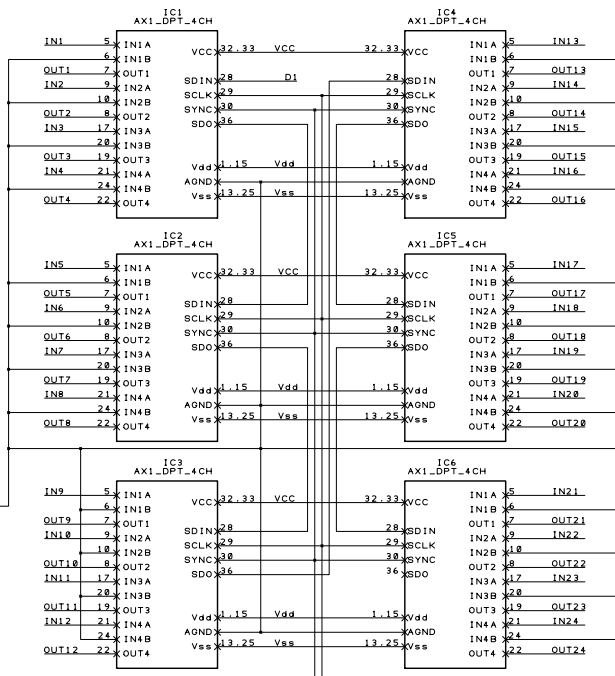 IC1 IC4
AX1_DPT_4CH AX1_DPT_4CH
IN1 5 IN1A IN1A 5 IN13
6 IN1B VCC 32.33 VCC 32.33 VCC IN1B 6
OUT1 7 OUT1 OUT1 7 OUT13
IN2 9 IN2A SDIN 28 D1 28 SDIN IN2A 9 IN14
10 IN2B SCLK 29 29 SCLK IN2B 10
OUT2 8 OUT2 SYNC 30 30 SYNC OUT2 8 OUT14
IN3 17 IN3A SDO 36 36 SDO IN3A 17 IN15
20 IN3B IN3B 20
OUT3 19 OUT3 Vdd 1.15 Vdd 1.15 Vdd OUT3 19 OUT15
IN4 21 IN4A AGND AGND IN4A 21 IN16
24 IN4B Vss 13.25 Vss 13.25 Vss IN4B 24
OUT4 22 OUT4 OUT4 22 OUT16
IC2 IC5
AX1_DPT_4CH AX1_DPT_4CH
IN5 5 IN1A IN1A 5 IN17
6 IN1B VCC 32.33 VCC 32.33 VCC IN1B 6
OUT5 7 OUT1 OUT1 7 OUT17
IN6 9 IN2A SDIN 28 28 SDIN IN2A 9 IN18
10 IN2B SCLK 29 29 SCLK IN2B 10
OUT6 8 OUT2 SYNC 30 30 SYNC OUT2 8 OUT18
IN7 17 IN3A SDO 36 36 SDO IN3A 17 IN19
20 IN3B IN3B 20
OUT7 19 OUT3 Vdd 1.15 Vdd 1.15 Vdd OUT3 19 OUT19
IN8 21 IN4A AGND AGND IN4A 21 IN20
24 IN4B Vss 13.25 Vss 13.25 Vss IN4B 24
OUT8 22 OUT4 OUT4 22 OUT20
IC3 IC6
AX1_DPT_4CH AX1_DPT_4CH
IN9 5 IN1A IN1A 5 IN21
6 IN1B VCC 32.33 VCC 32.33 VCC IN1B 6
OUT9 7 OUT1 OUT1 7 OUT21
IN10 9 IN2A SDIN 28 28 SDIN IN2A 9 IN22
10 IN2B SCLK 29 29 SCLK IN2B 10
OUT10 8 OUT2 SYNC 30 30 SYNC OUT2 8 OUT22
IN11 17 IN3A SDO 36 36 SDO IN3A 17 IN23
20 IN3B IN3B 20
OUT11 19 OUT3 Vdd 1.15 Vdd 1.15 Vdd OUT3 19 OUT23
IN12 21 IN4A AGND AGND IN4A 21 IN24
24 IN4B Vss 13.25 Vss 13.25 Vss IN4B 24
OUT12 22 OUT4 OUT4 22 OUT24